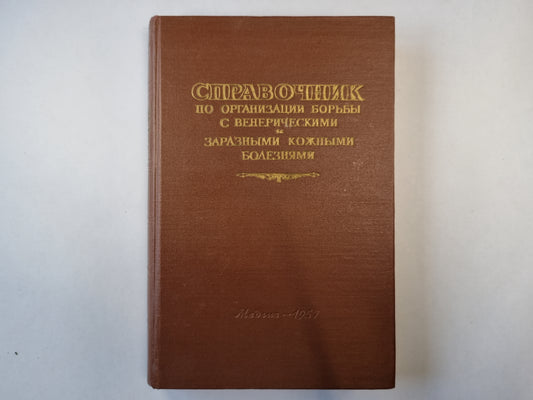 СПРАВОЧНИК
ПО ОРГАНИЗАЦИИ БОРЬБЫ
С ВЕНЕРИЧЕСКИМИ
и
ЗАРАЗНЫМИ КОЖНЫМИ
БОЛЕЗНЯМИ
Медгиз—1957